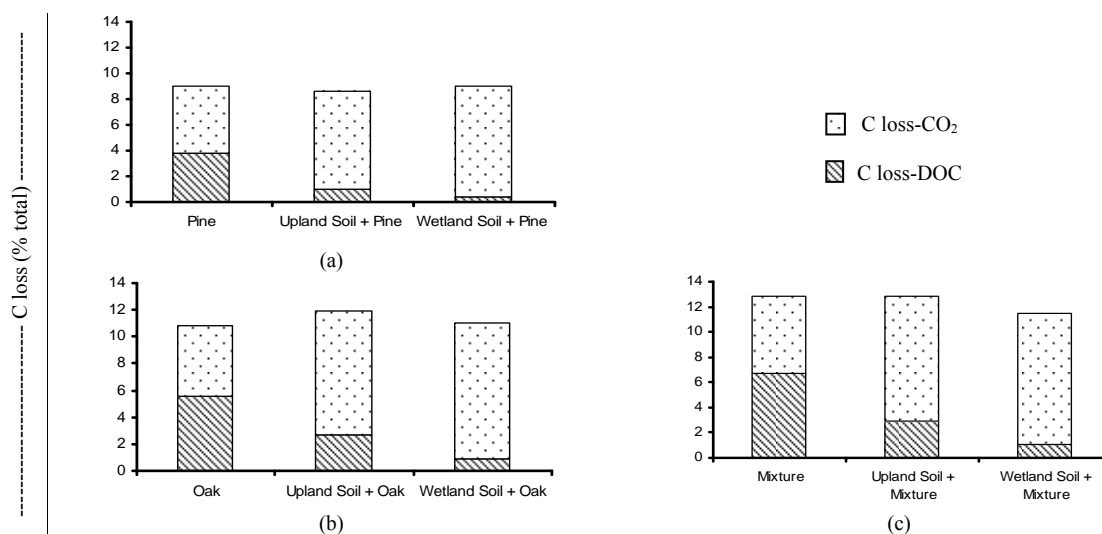 C loss (% total)
14
12
10
8
6
4
2
0
Pine
Upland Soil + Pine
Wetland Soil + Pine
(a)
C loss-CO₂
C loss-DOC
14
12
10
8
6
4
2
0
Oak
Upland Soil + Oak
Wetland Soil + Oak
(b)
14
12
10
8
6
4
2
0
Mixture
Upland Soil +
Mixture
Wetland Soil +
Mixture
(c)